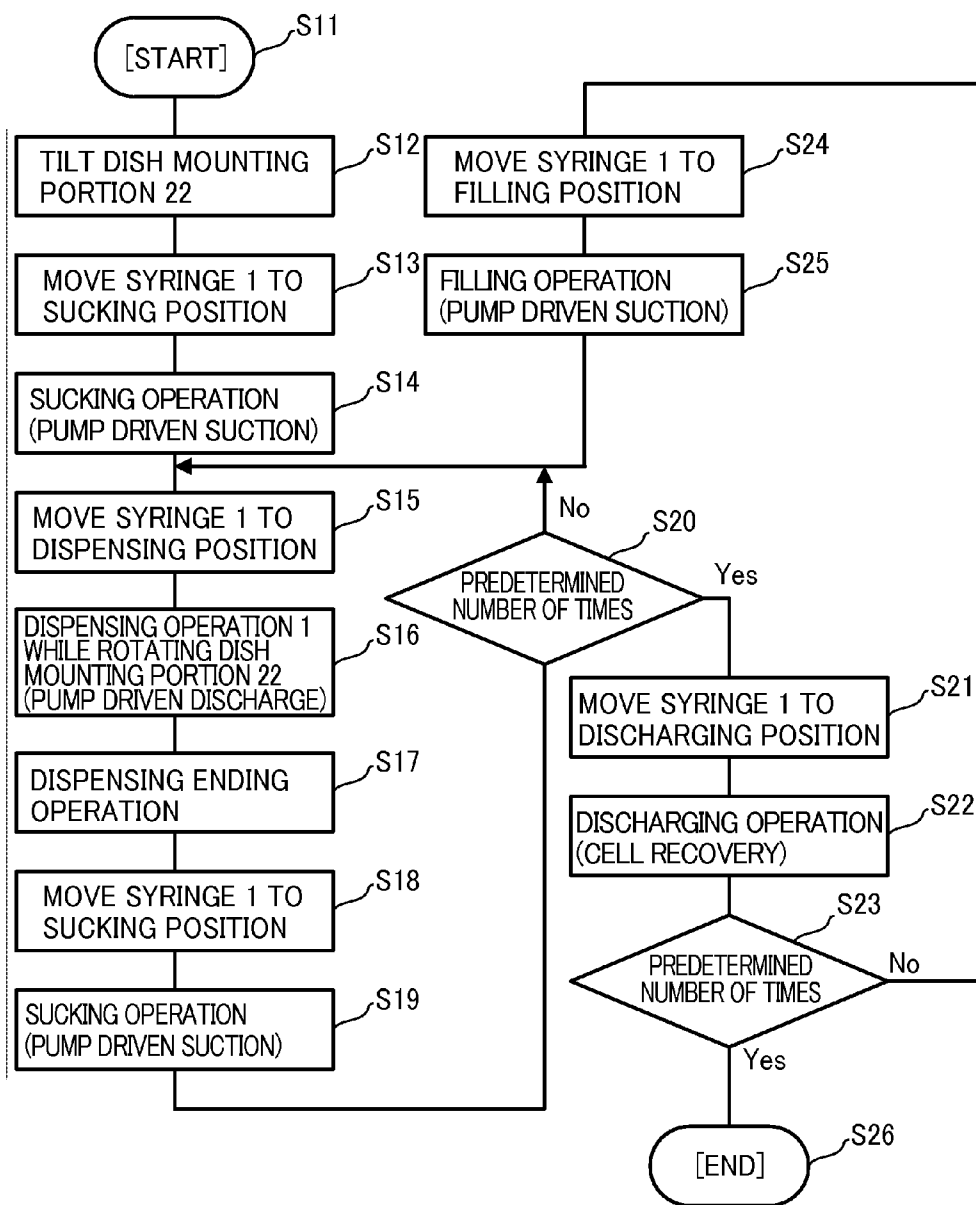 [START]
S11
TILT DISH MOUNTING
PORTION 22
S12
MOVE SYRINGE 1 TO
SUCKING POSITION
S13
SUCKING OPERATION
(PUMP DRIVEN SUCTION)
S14
MOVE SYRINGE 1 TO
DISPENSING POSITION
S15
DISPENSING OPERATION 1
WHILE ROTATING DISH
MOUNTING PORTION 22
(PUMP DRIVEN DISCHARGE)
S16
DISPENSING ENDING
OPERATION
S17
MOVE SYRINGE 1 TO
SUCKING POSITION
S18
SUCKING OPERATION
(PUMP DRIVEN SUCTION)
S19
MOVE SYRINGE 1 TO
FILLING POSITION
S24
FILLING OPERATION
(PUMP DRIVEN SUCTION)
S25
No
S20
PREDETERMINED
NUMBER OF TIMES
Yes
MOVE SYRINGE 1 TO
DISCHARGING POSITION
S21
DISCHARGING OPERATION
(CELL RECOVERY)
S22
S23
PREDETERMINED
NUMBER OF TIMES
No
Yes
[END]
S26